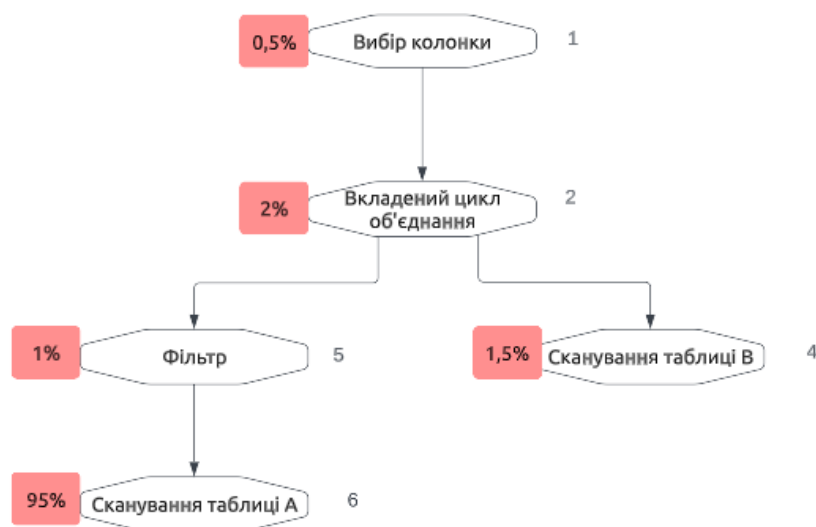 0,5%
Вибір колонки
1
2%
Вкладений цикл
об'єднання
2
1%
Фільтр
5
1,5%
Сканування таблиці B
4
95%
Сканування таблиці A
6